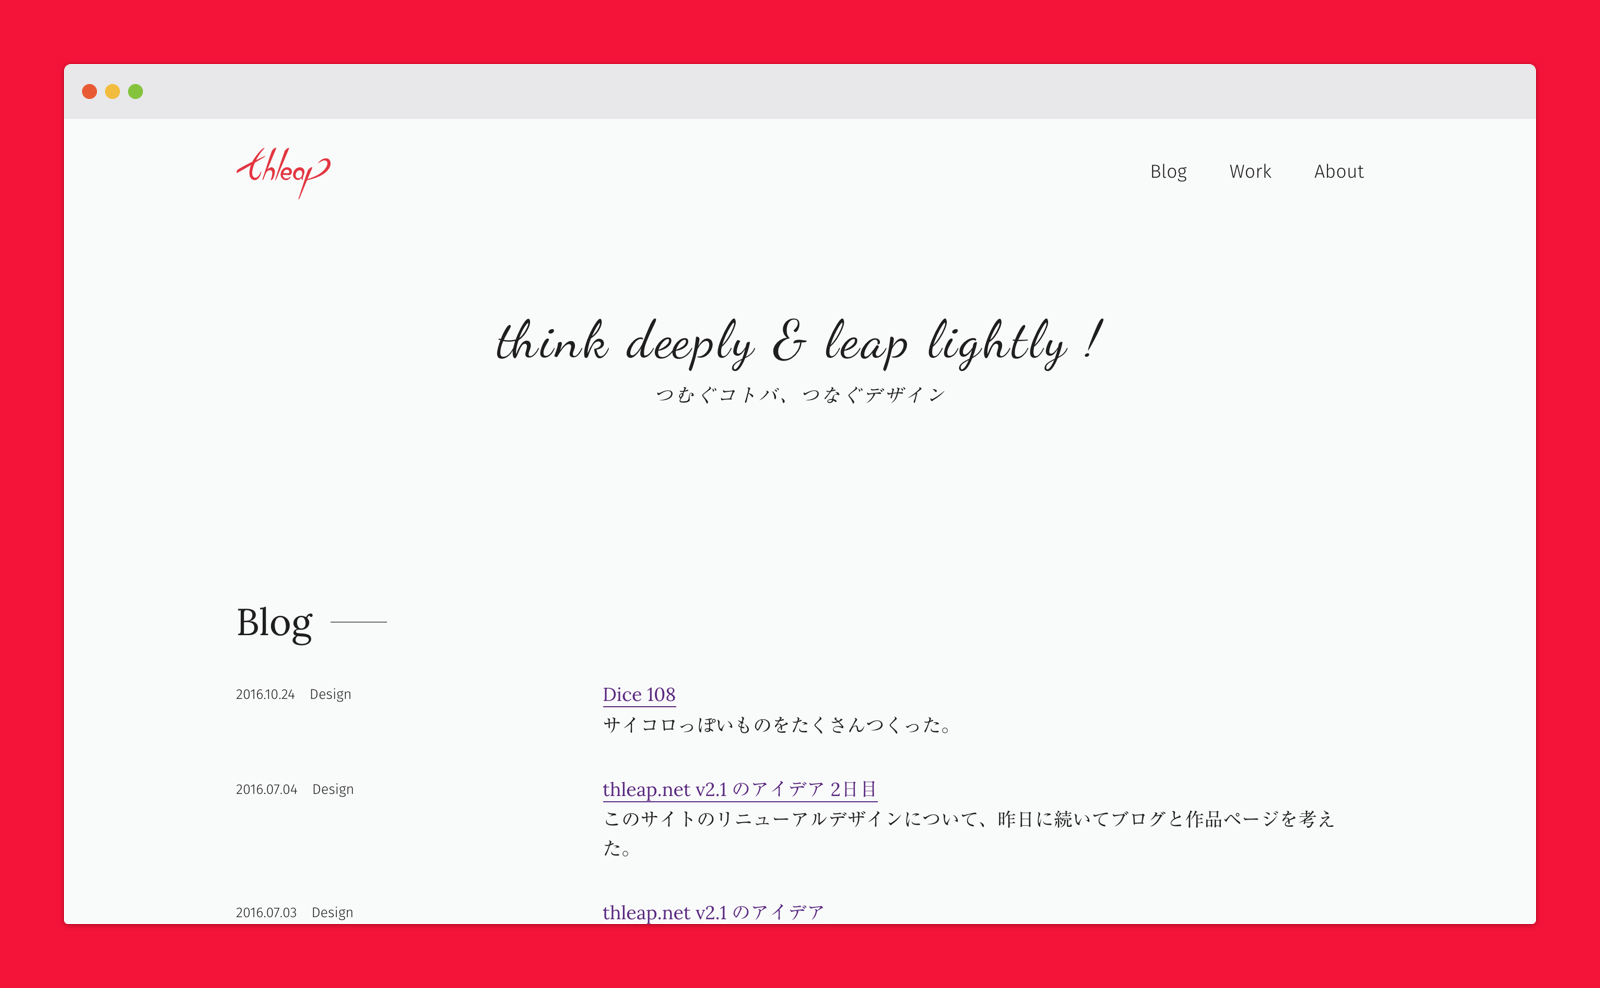 thleap
Blog Work About
think deeply & leap lightly !
つむぐコトバ、つなぐデザイン
Blog
2016.10.24 Design
Dice 108
サイコロっぽいものをたくさんつくった。
2016.07.04 Design
thleap.net v2.1 のアイデア 2日目
このサイトのリニューアルデザインについて、昨日に続いてブログと作品ページを考え
た。
2016.07.03 Design
thleap.net v2.1 のアイデア